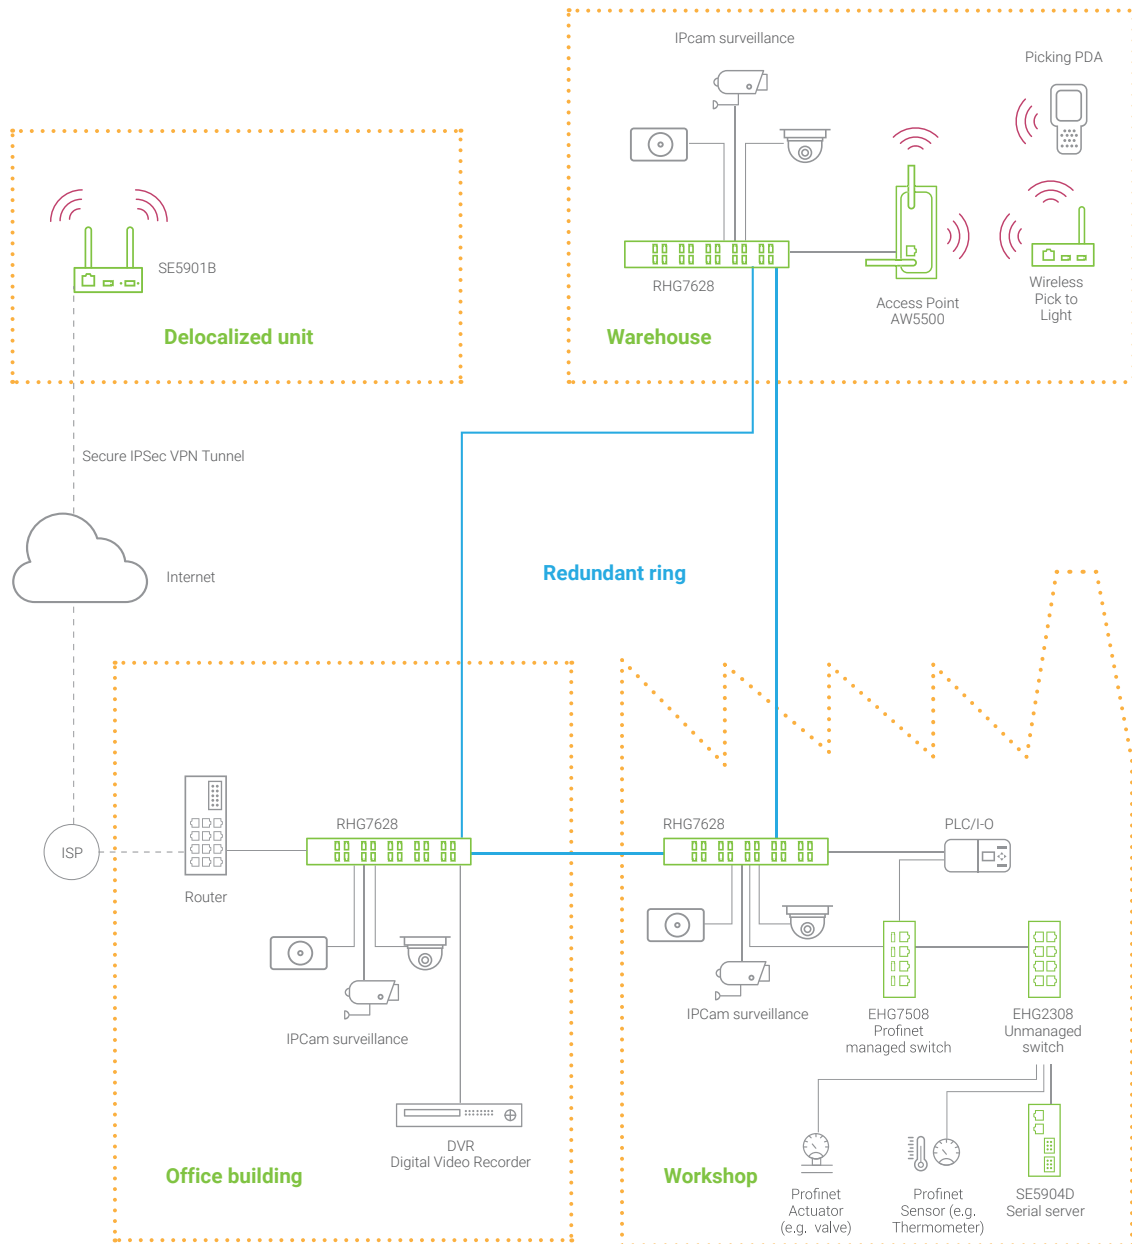 IPcam surveillance
Picking PDA
SE5901B
RHG7628
Access Point
AW5500
Wireless
Pick to
Light
Delocalized unit
Warehouse
Secure IPSec VPN Tunnel
Internet
Redundant ring
ISP
Router
RHG7628
RHG7628
PLC/I-O
IPCam surveillance
IPCam surveillance
EHG7508
Profinet
managed switch
EHG2308
Unmanaged
switch
DVR
Digital Video Recorder
Office building
Workshop
Profinet
Actuator
(e.g. valve)
Profinet
Sensor (e.g.
Thermometer)
SE5904D
Serial server